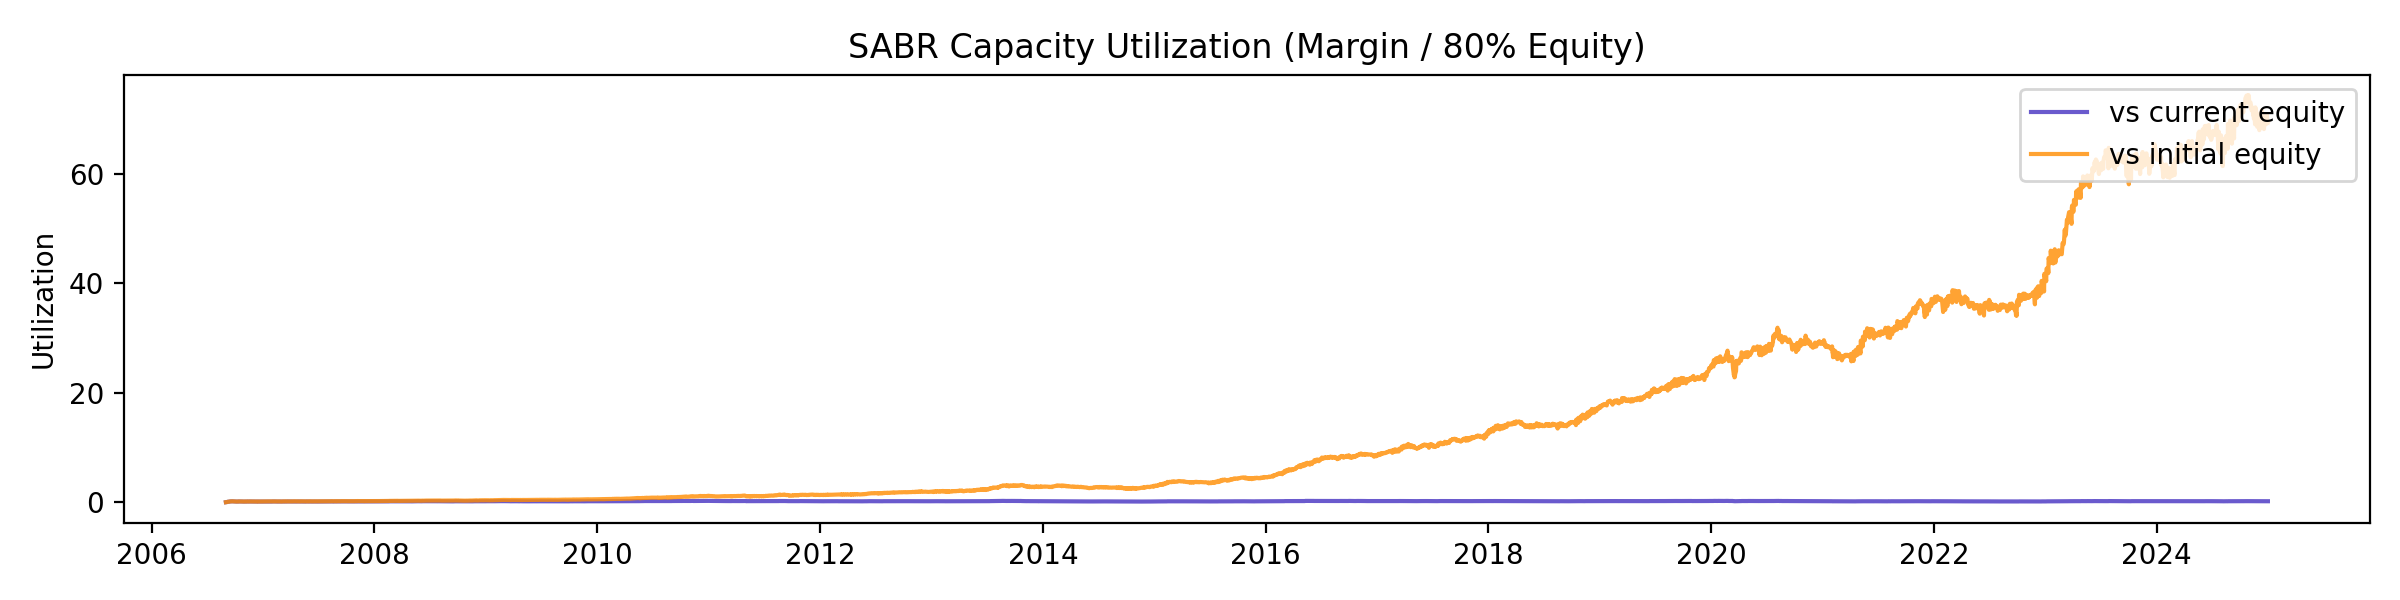 SABR Capacity Utilization (Margin / 80% Equity)
vs current equity
vs initial equity
Utilization
60
40
20
0
2006 2008 2010 2012 2014 2016 2018 2020 2022 2024